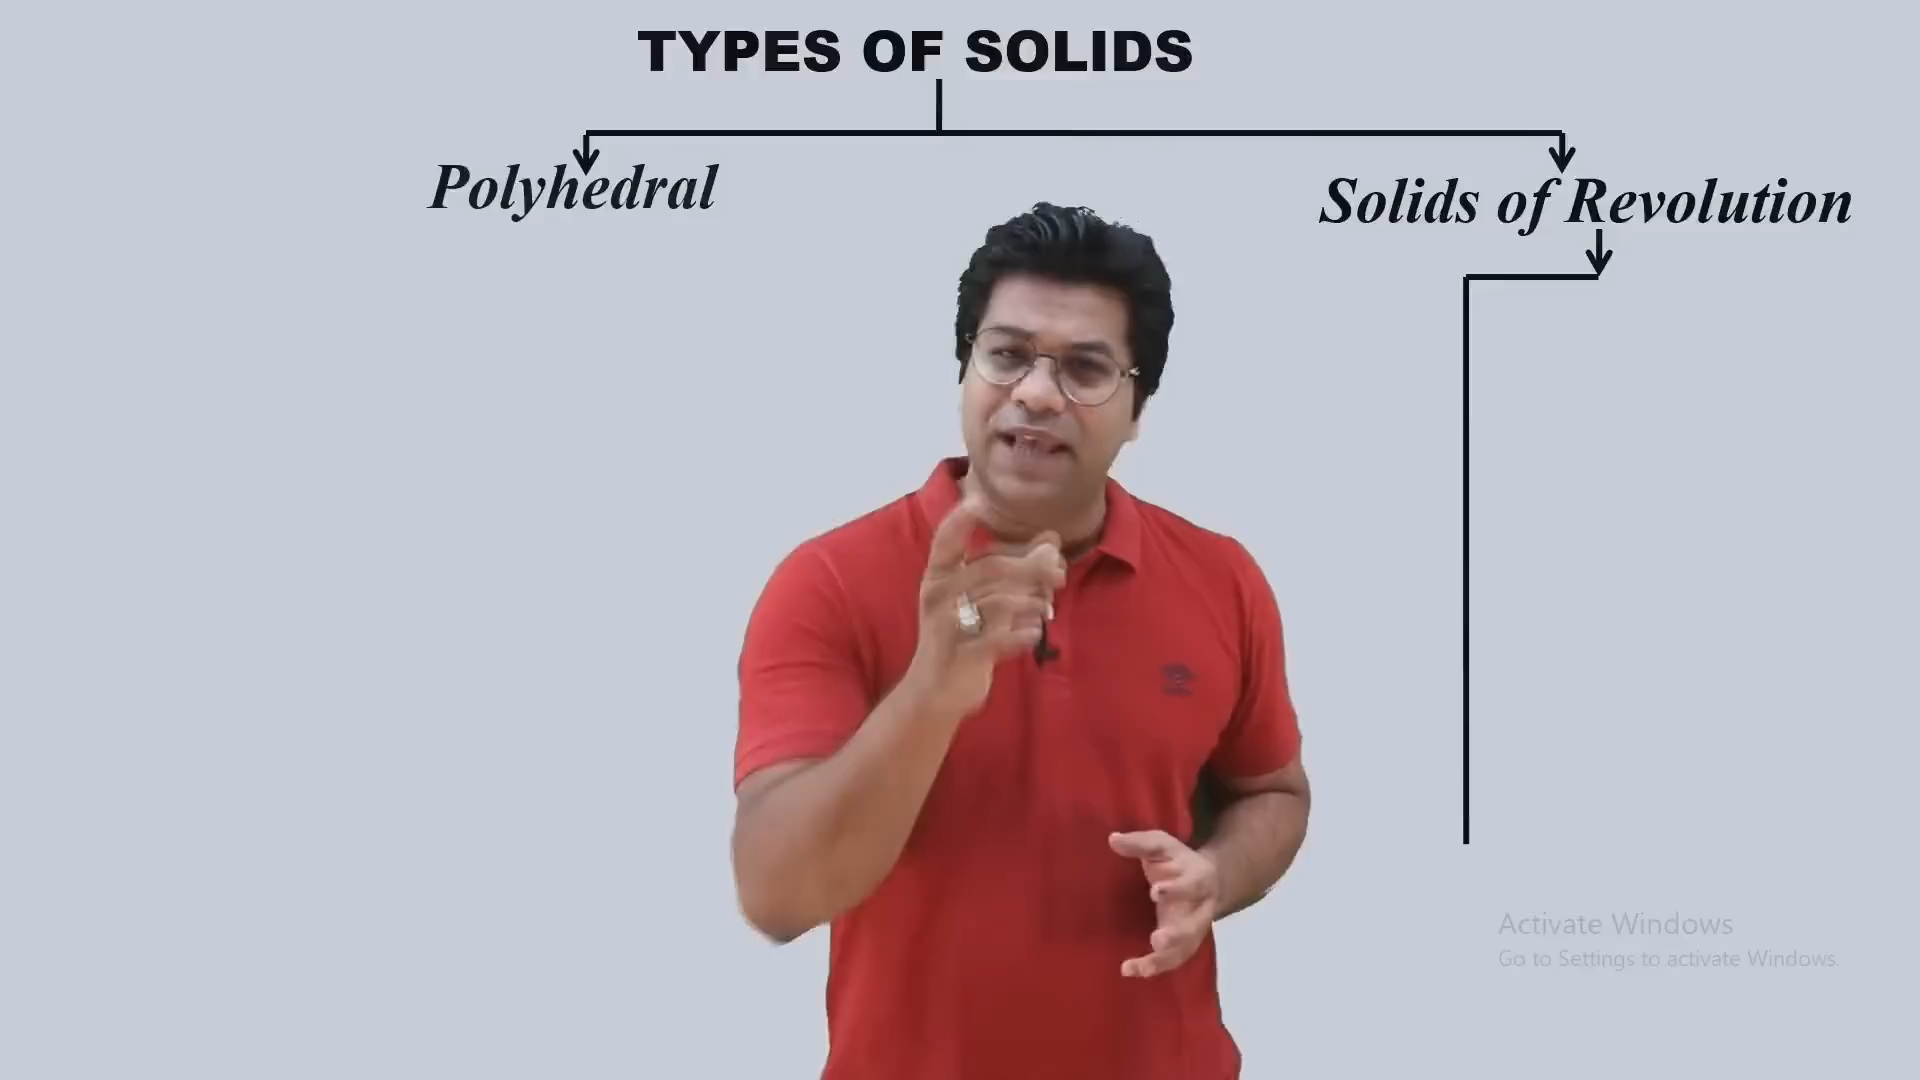 TYPES OF SOLIDS
Polyhedral
Solids of Revolution
Activate Windows
Go to Settings to activate Windows.